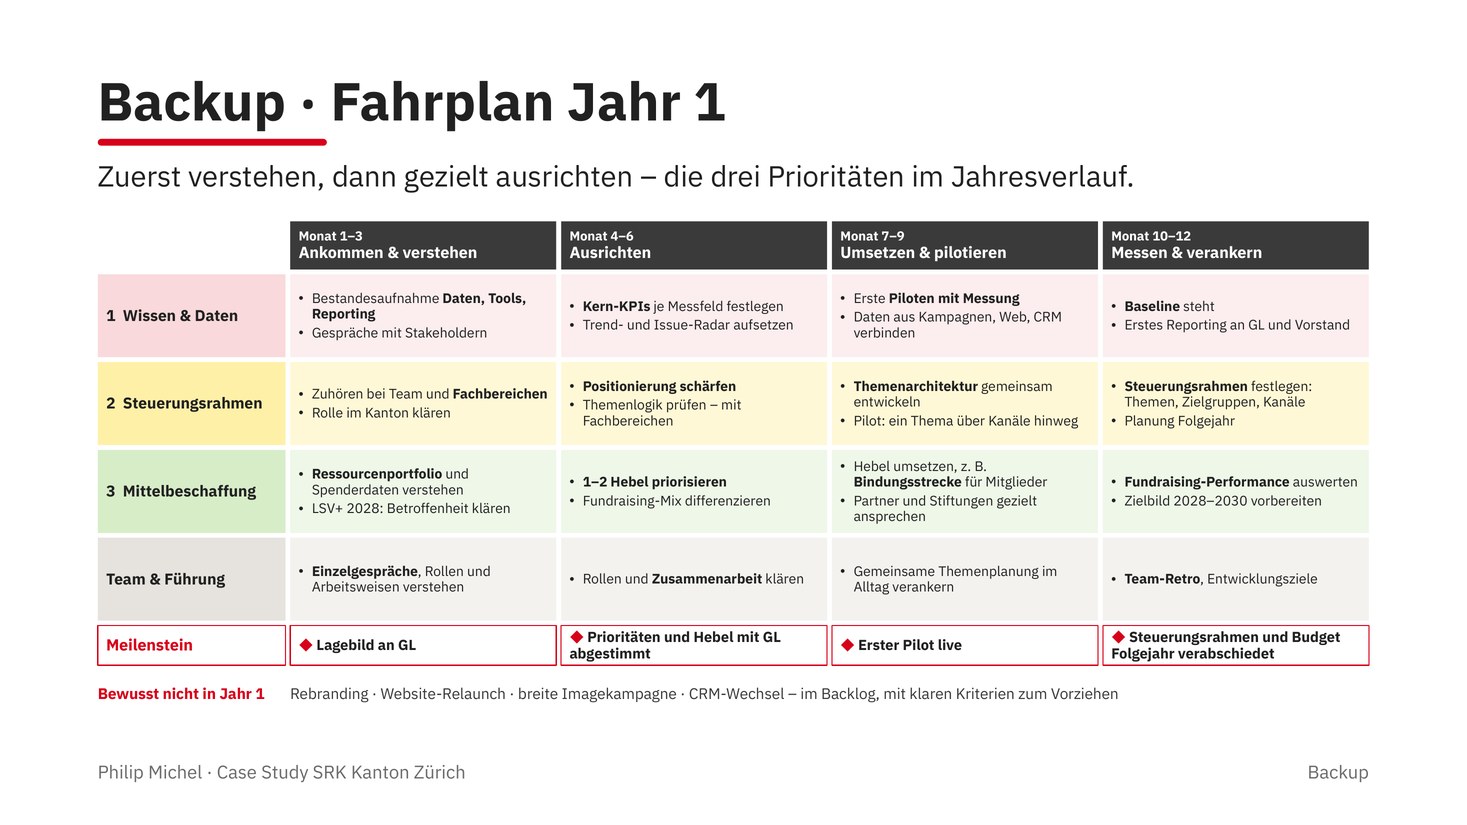 Backup · Fahrplan Jahr 1
Zuerst verstehen, dann gezielt ausrichten – die drei Prioritäten im Jahresverlauf.
Monat 1–3
Ankommen & verstehen
Monat 4–6
Ausrichten
Monat 7–9
Umsetzen & pilotieren
Monat 10–12
Messen & verankern
1 Wissen & Daten
• Bestandesaufnahme Daten, Tools,
Reporting
• Gespräche mit Stakeholdern
• Kern-KPIs je Messfeld festlegen
• Trend- und Issue-Radar aufsetzen
• Erste Piloten mit Messung
• Daten aus Kampagnen, Web, CRM
verbinden
• Baseline steht
• Erstes Reporting an GL und Vorstand
2 Steuerungsrahmen
• Zuhören bei Team und Fachbereichen
• Rolle im Kanton klären
• Positionierung schärfen
• Themenlogik prüfen – mit
Fachbereichen
• Themenarchitektur gemeinsam
entwickeln
• Pilot: ein Thema über Kanäle hinweg
• Steuerungsrahmen festlegen:
Themen, Zielgruppen, Kanäle
• Planung Folgejahr
3 Mittelbeschaffung
• Ressourcenportfolio und
Spenderdaten verstehen
• LSV+ 2028: Betroffenheit klären
• 1–2 Hebel priorisieren
• Fundraising-Mix differenzieren
• Hebel umsetzen, z. B.
Bindungsstrecke für Mitglieder
• Partner und Stiftungen gezielt
ansprechen
• Fundraising-Performance auswerten
• Zielbild 2028–2030 vorbereiten
Team & Führung
• Einzelgespräche, Rollen und
Arbeitsweisen verstehen
• Rollen und Zusammenarbeit klären
• Gemeinsame Themenplanung im
Alltag verankern
• Team-Retro, Entwicklungsziele
Meilenstein
◆ Lagebild an GL
◆ Prioritäten und Hebel mit GL
abgestimmt
◆ Erster Pilot live
◆ Steuerungsrahmen und Budget
Folgejahr verabschiedet
Bewusst nicht in Jahr 1 Rebranding · Website-Relaunch · breite Imagekampagne · CRM-Wechsel – im Backlog, mit klaren Kriterien zum Vorziehen
Philip Michel · Case Study SRK Kanton Zürich
Backup